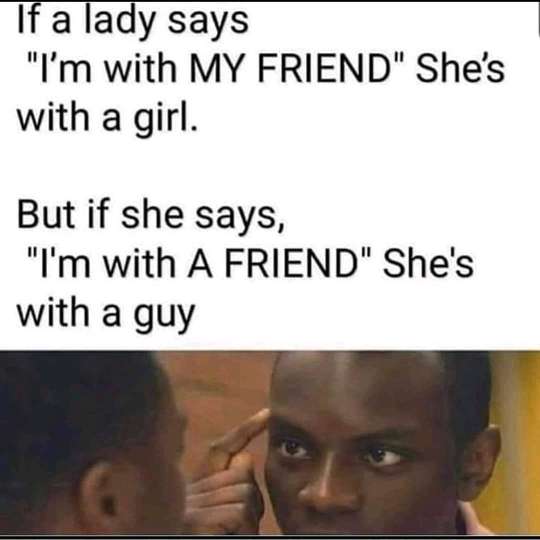 If a lady says
"I'm with MY FRIEND" She's
with a girl.
But if she says,
"I'm with A FRIEND" She's
with a guy